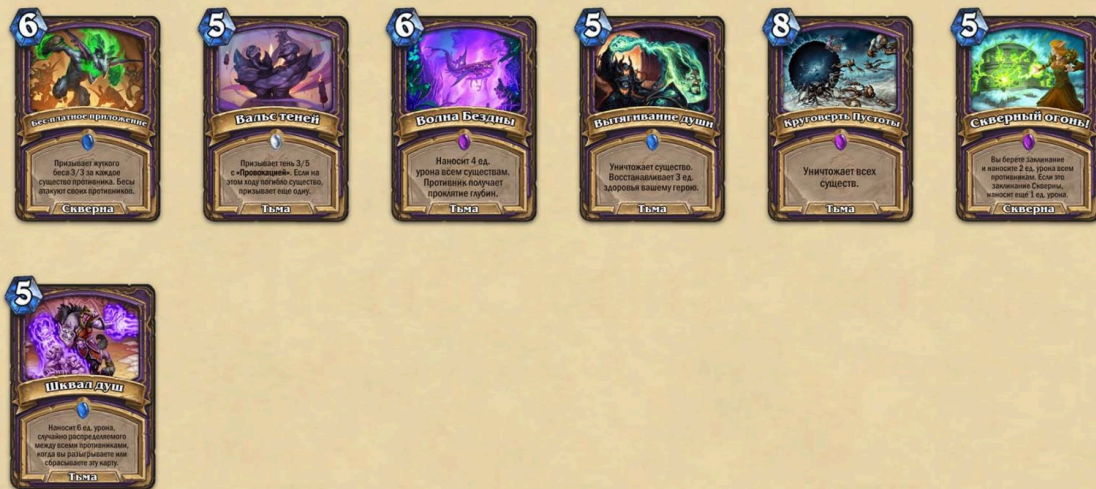 6
Бесплатное приложение
Призывает жуткого
беса 3/3 за каждое
существо противника. Бесы
атакуют своих противников.
Скверна
5
Вальс теней
Призывает тень 3/5
с «Провокацией». Если на
этом ходу погибло существо,
призывает еще одну.
Тьма
6
Волна Бездны
Наносит 4 ед.
урона всем существам.
Противник получает
проклятие глубин.
Тьма
5
Вытягивание души
Уничтожает существо.
Восстанавливает 3 ед.
здоровья вашему герою.
Тьма
8
Круговерть Пустоты
Уничтожает всех
существ.
Тьма
5
Скверный огонь!
Вы берете заклинание
и наносите 2 ед. урона всем
противникам. Если это
заклинание Скверны,
наносит еще 1 ед. урона.
Скверна
5
Шквал душ
Наносит 6 ед. урона,
случайно распределяемого
между всеми противниками,
когда вы разыгрываете или
сбрасываете эту карту.
Тьма